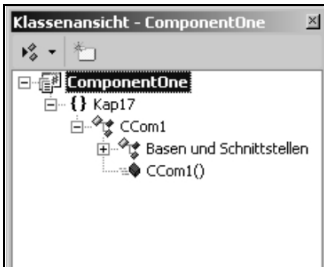 Klassenansicht - ComponentOne
ComponentOne
{} Kap17
CCom1
Basen und Schnittstellen
CCom1()